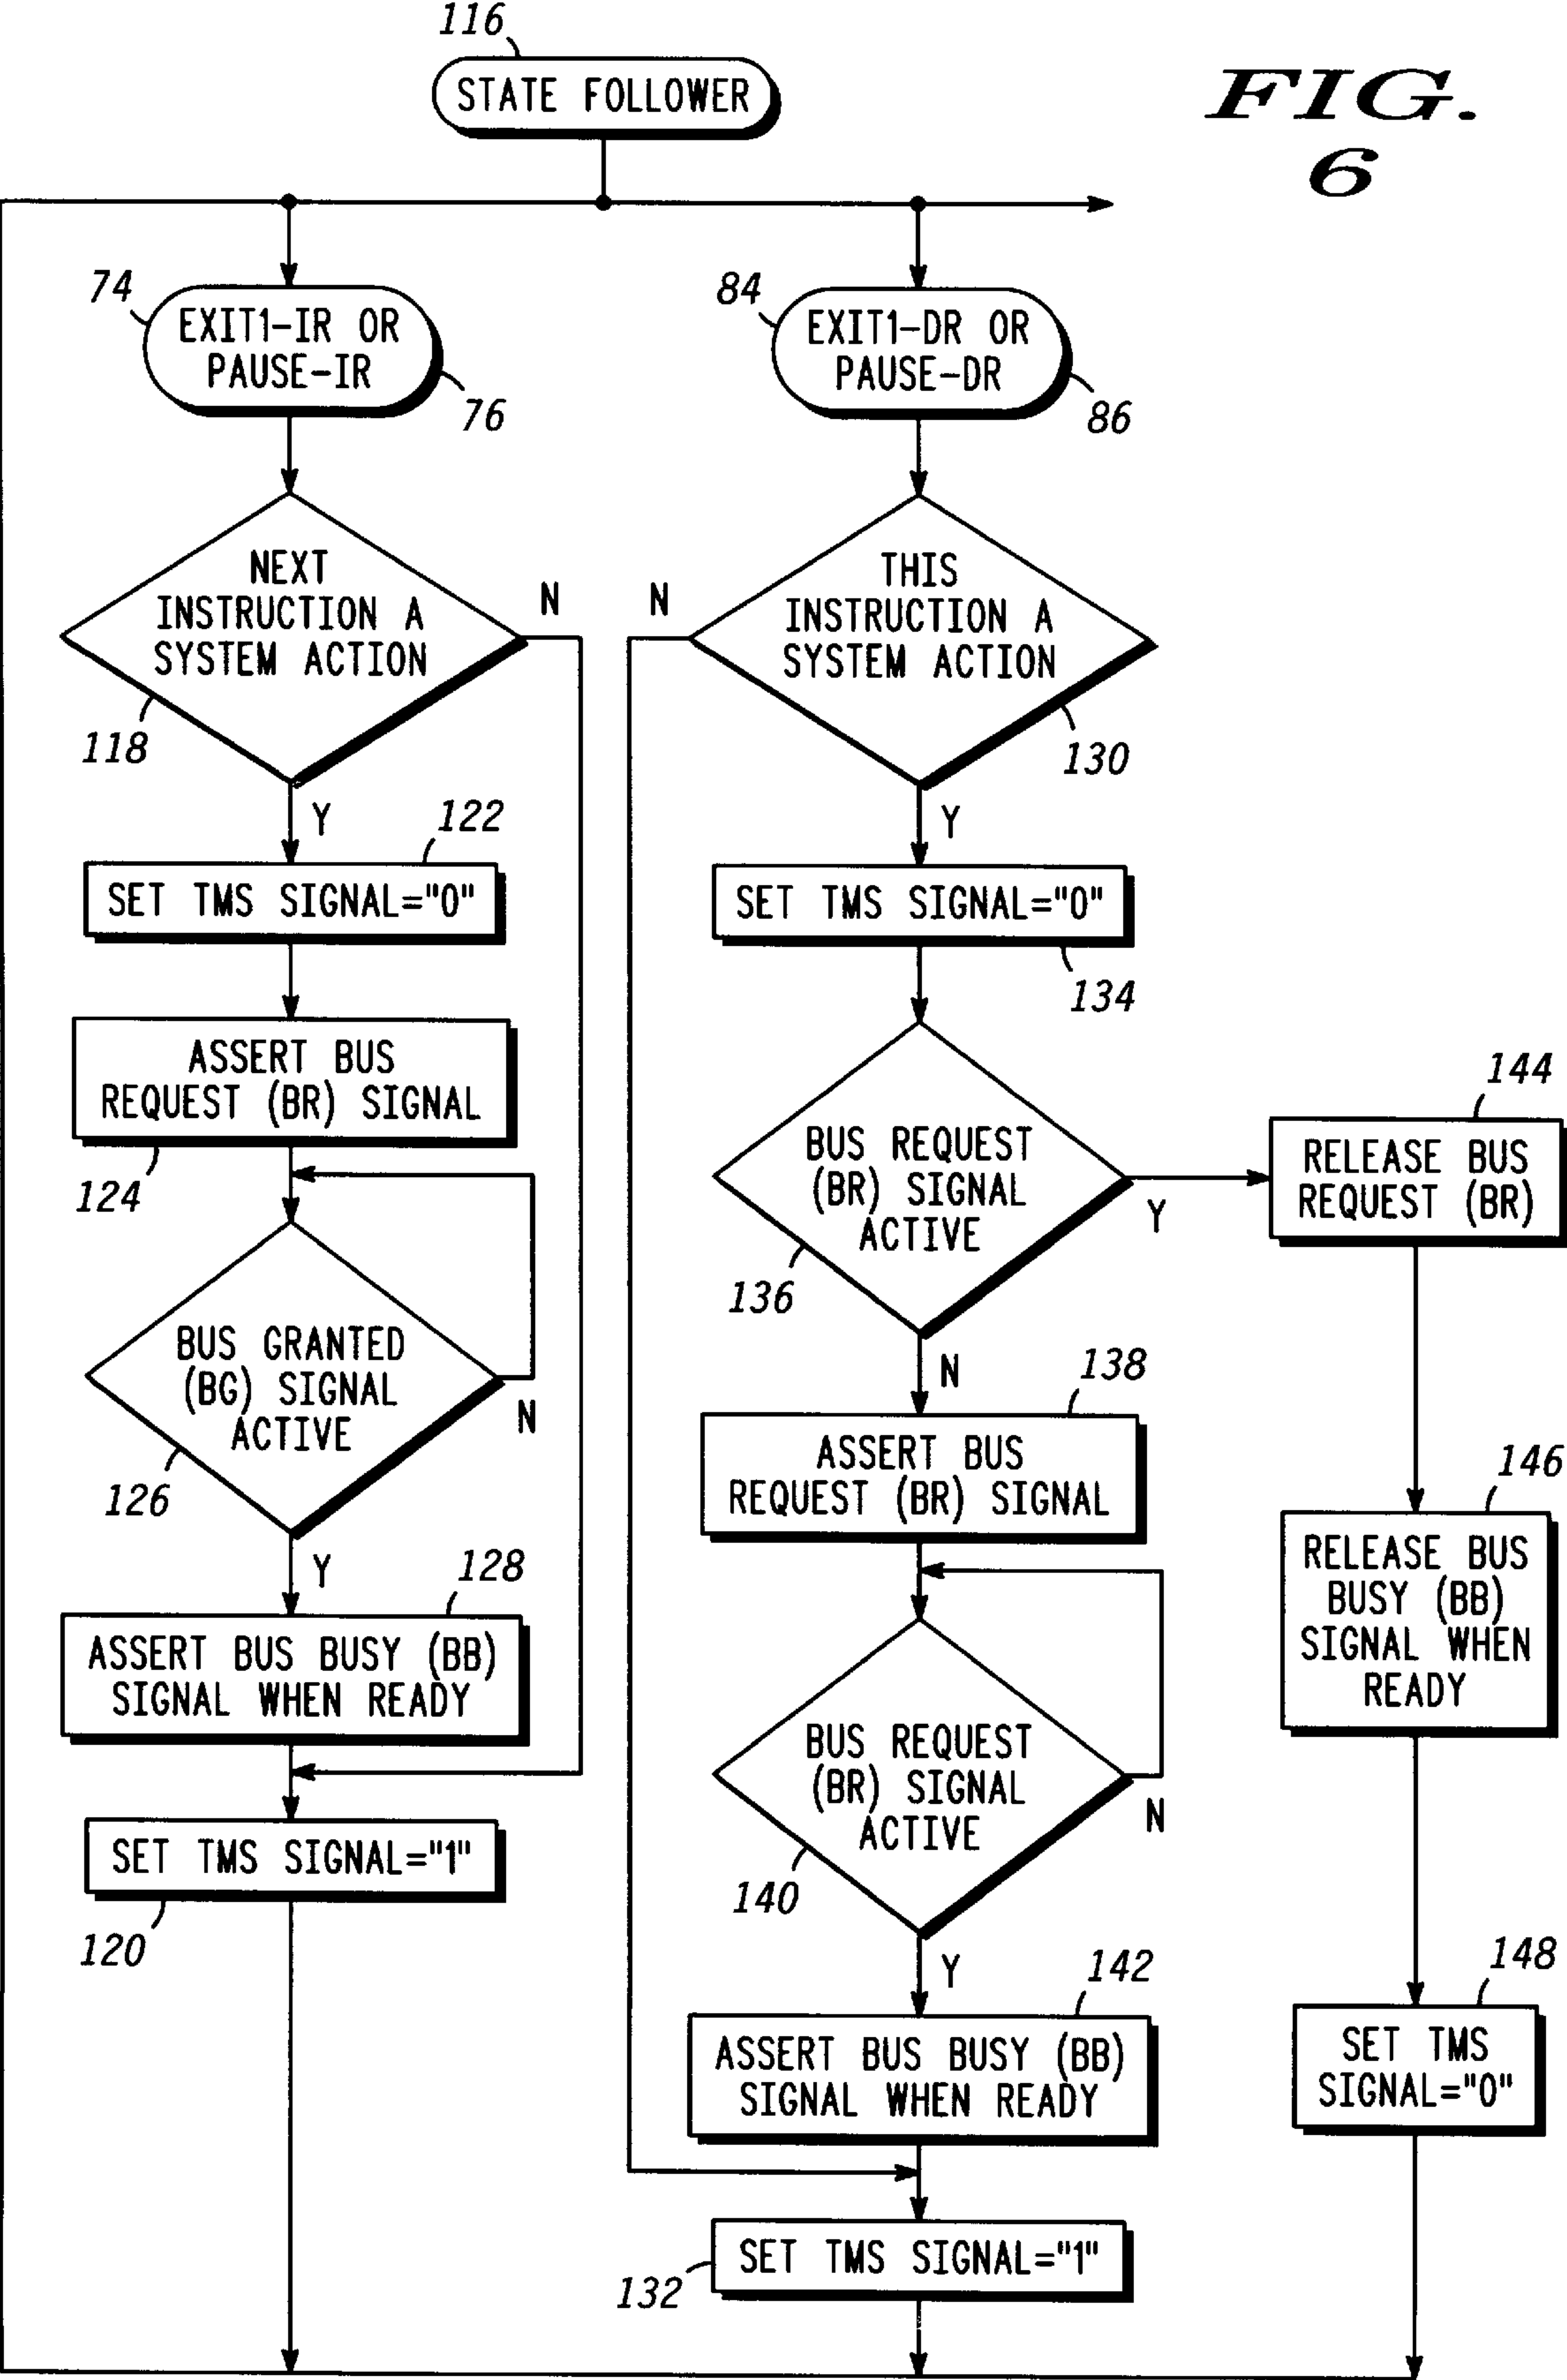 116
STATE FOLLOWER
FIG.
6
74
EXIT1-IR OR
PAUSE-IR
76
84
EXIT1-DR OR
PAUSE-DR
86
NEXT
INSTRUCTION A
SYSTEM ACTION
N
118
Y
N
THIS
INSTRUCTION A
SYSTEM ACTION
130
Y
122
SET TMS SIGNAL="0"
SET TMS SIGNAL="0"
134
ASSERT BUS
REQUEST (BR) SIGNAL
124
BUS REQUEST
(BR) SIGNAL
ACTIVE
136
Y
N
144
RELEASE BUS
REQUEST (BR)
BUS GRANTED
(BG) SIGNAL
ACTIVE
N
126
Y
138
ASSERT BUS
REQUEST (BR) SIGNAL
146
RELEASE BUS
BUSY (BB)
SIGNAL WHEN
READY
128
ASSERT BUS BUSY (BB)
SIGNAL WHEN READY
BUS REQUEST
(BR) SIGNAL
ACTIVE
N
140
Y
SET TMS SIGNAL="1"
120
142
ASSERT BUS BUSY (BB)
SIGNAL WHEN READY
148
SET TMS
SIGNAL="0"
SET TMS SIGNAL="1"
132